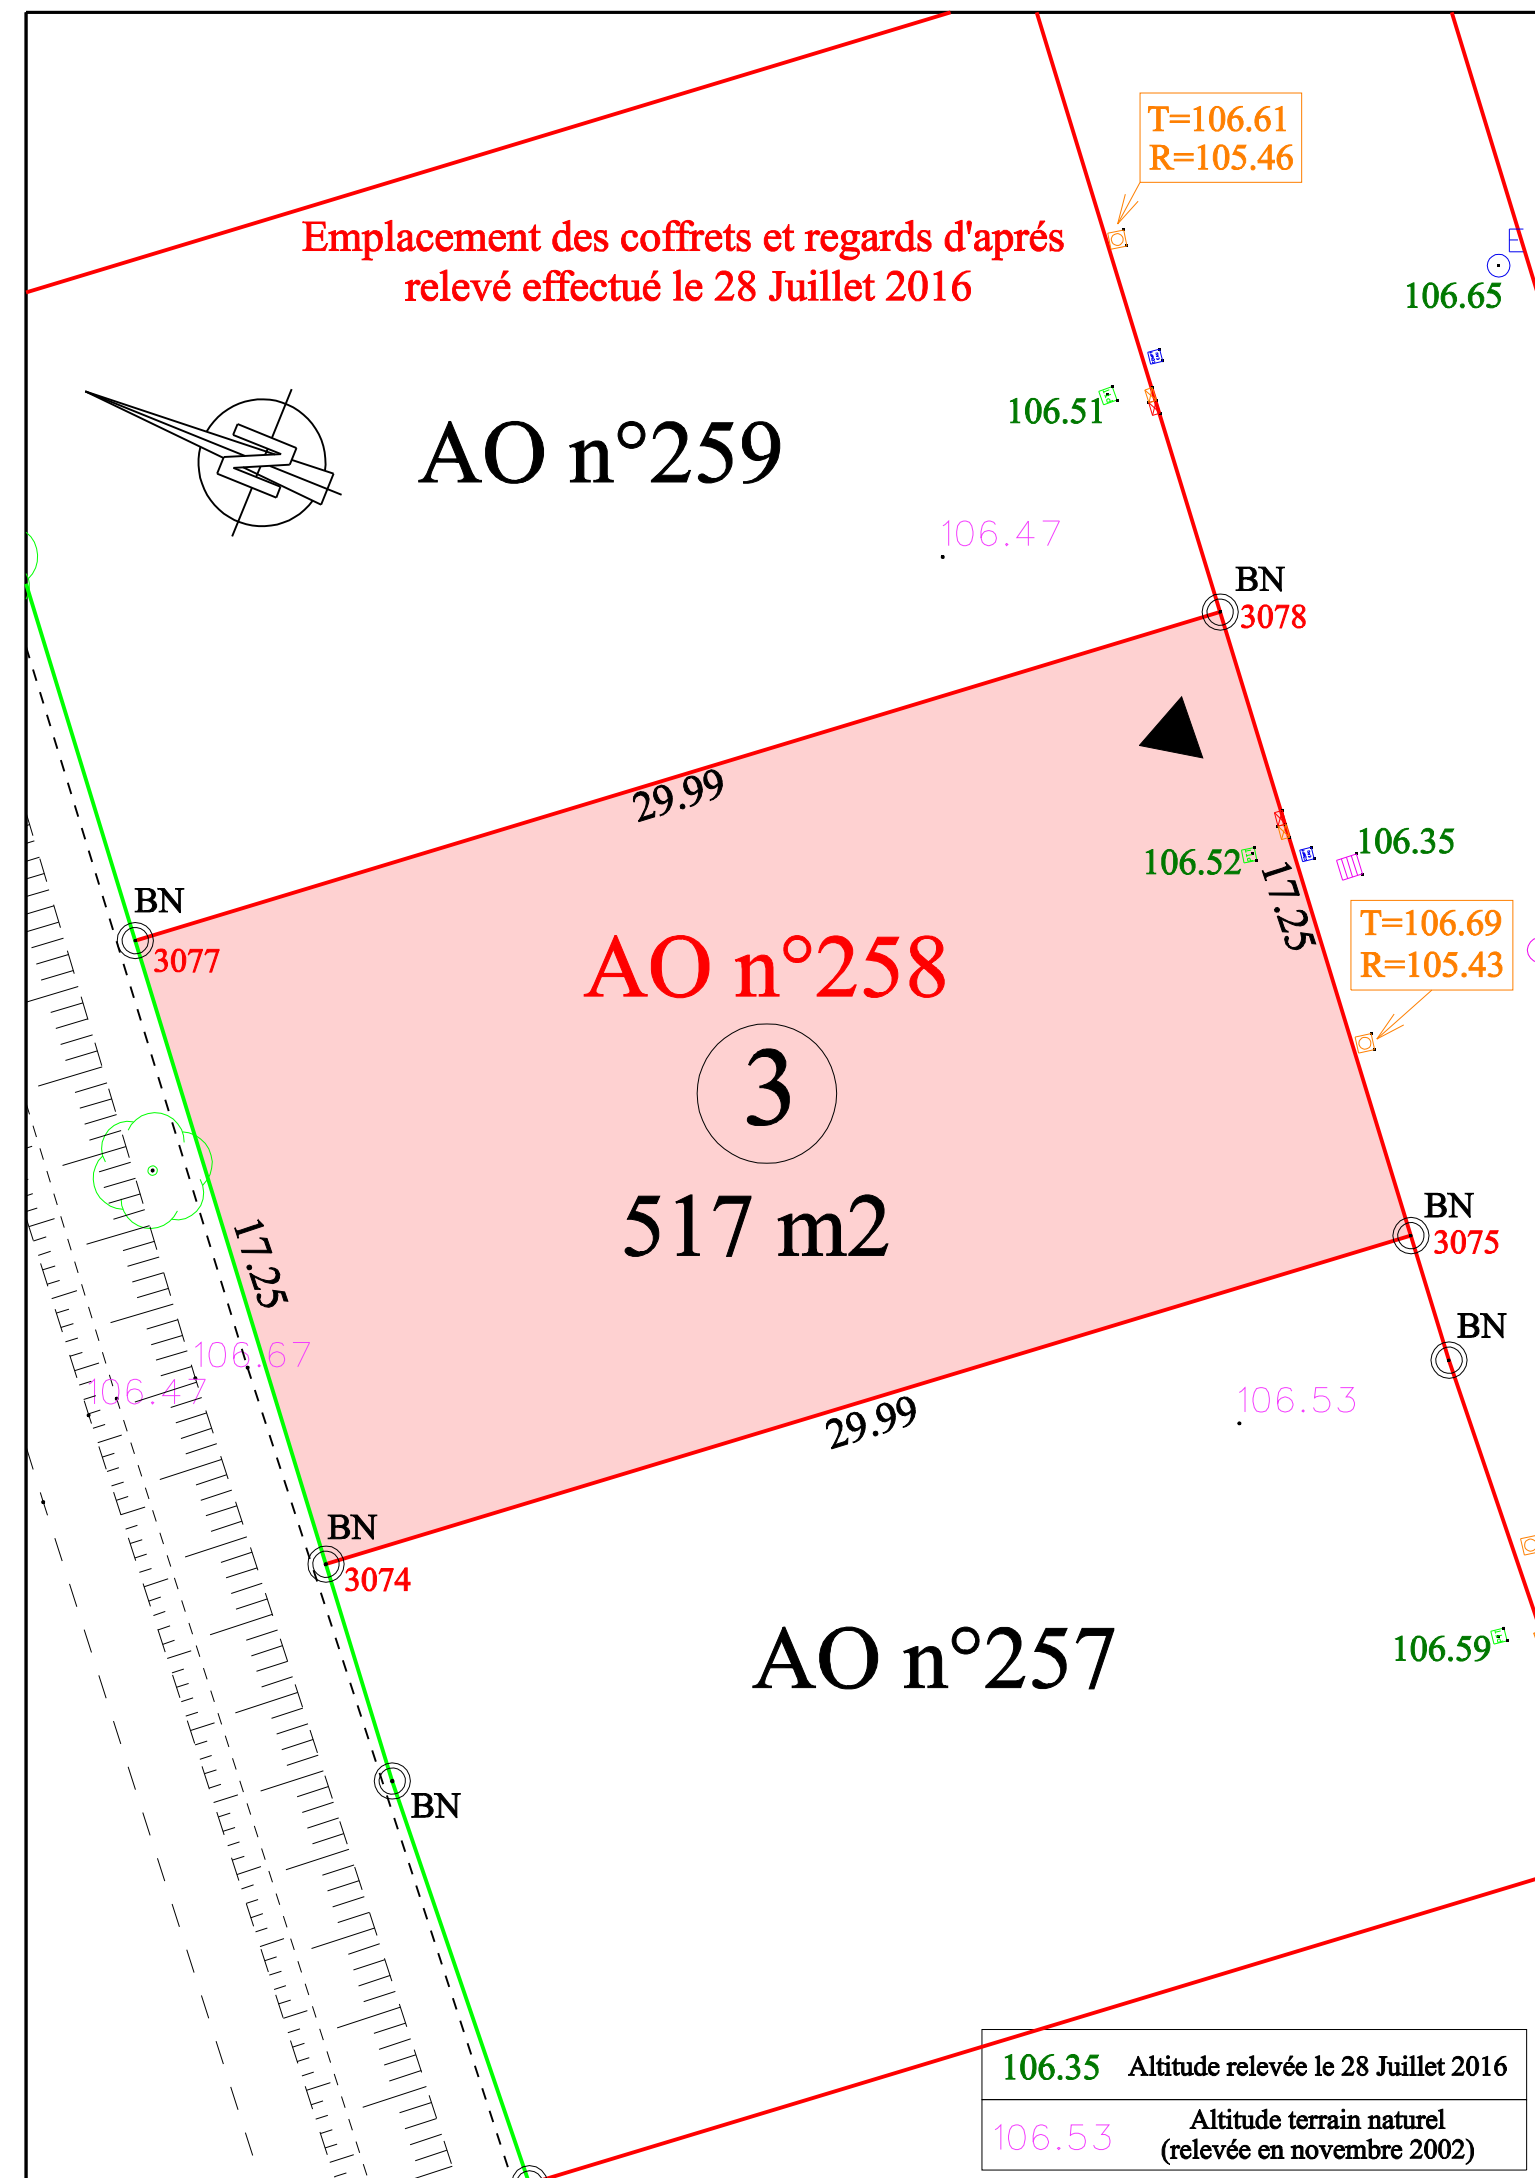 T=106.61
R=105.46
Emplacement des coffrets et regards d'aprés
relevé effectué le 28 Juillet 2016
106.65
106.51
AO n°259
106.47
BN
3078
29.99
106.35
106.52
17.25
BN
3077
T=106.69
R=105.43
AO n°258
3
517 m2
BN
3075
17.25
BN
106.67
106.47
106.53
29.99
BN
3074
106.59
AO n°257
BN
106.35 Altitude relevée le 28 Juillet 2016
106.53 Altitude terrain naturel
(relevée en novembre 2002)